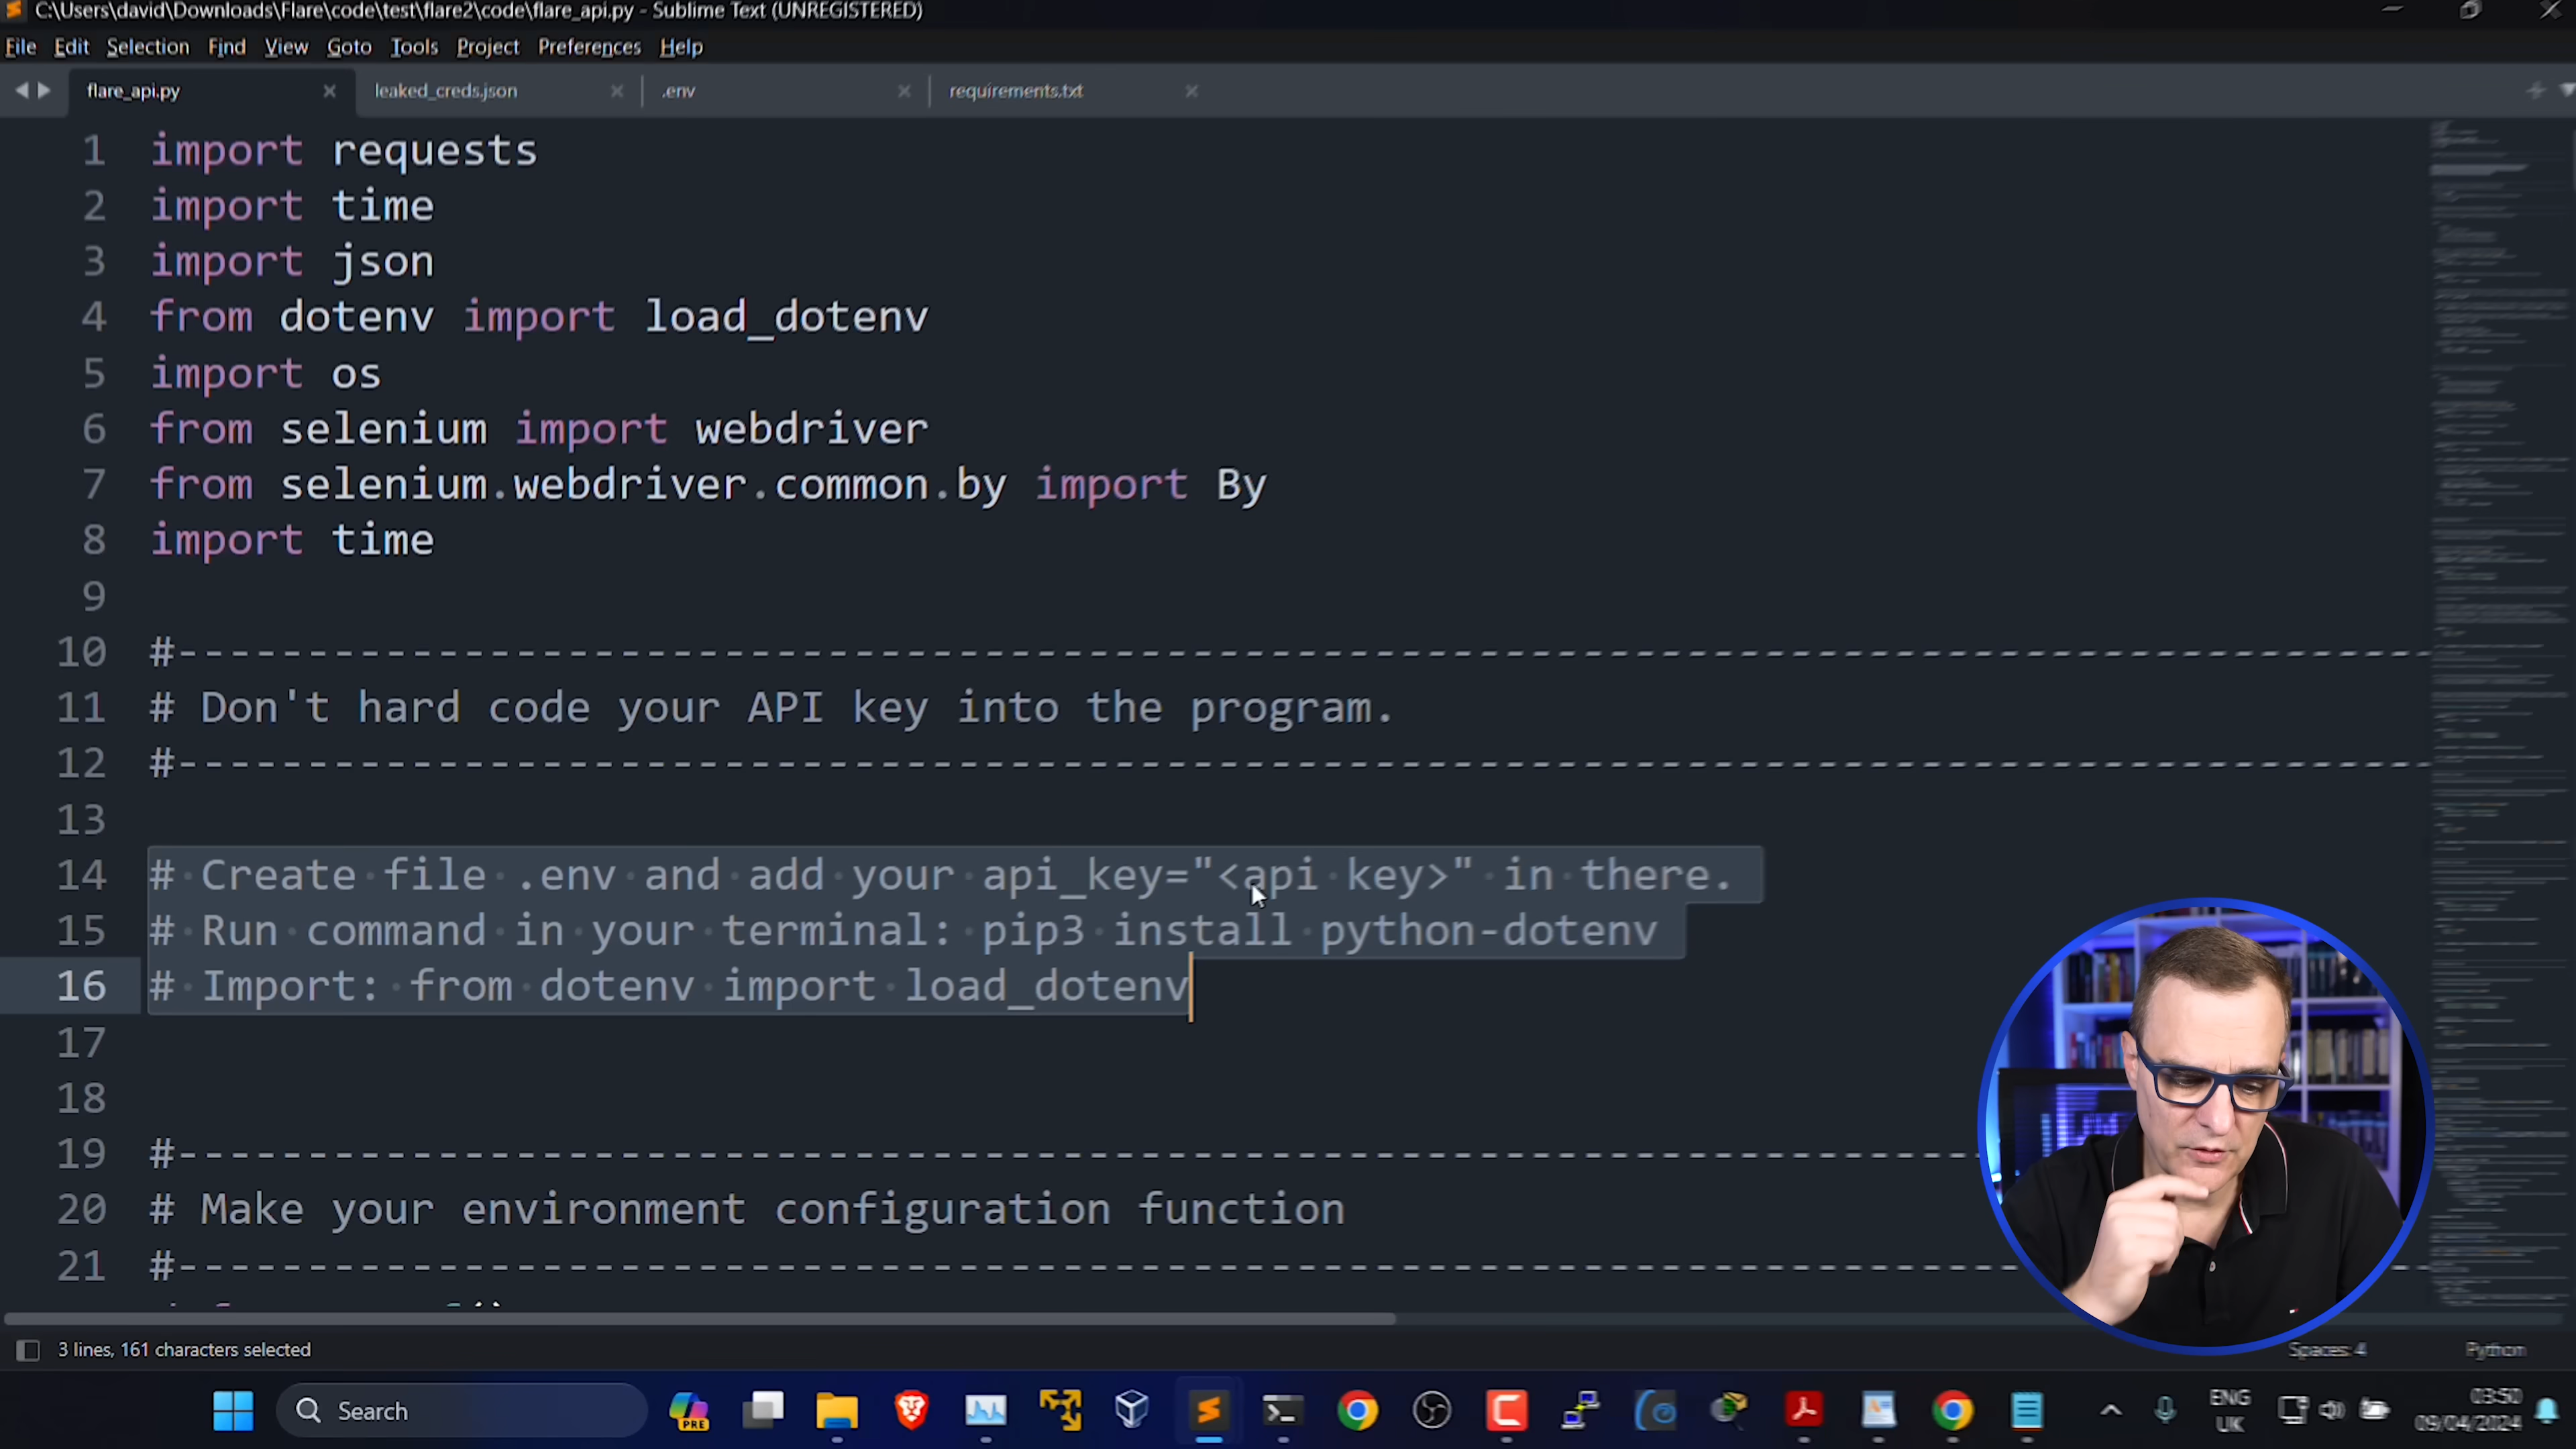 C:\Users\david\Downloads\Flare\code\test\flare2\code\flare_api.py - Sublime Text (UNREGISTERED)
File Edit Selection Find View Goto Tools Project Preferences Help
flare_api.py leaked_creds.json .env requirements.txt
1 import requests
2 import time
3 import json
4 from dotenv import load_dotenv
5 import os
6 from selenium import webdriver
7 from selenium.webdriver.common.by import By
8 import time
9
10 #---------------------------------------------------------------------------------------
11 # Don't hard code your API key into the program.
12 #---------------------------------------------------------------------------------------
13
14 # Create file .env and add your api_key="<api key>" in there.
15 # Run command in your terminal: pip3 install python-dotenv
16 # Import: from dotenv import load_dotenv
17
18
19 #---------------------------------------------------------------------------------------
20 # Make your environment configuration function
21 #---------------------------------------------------------------------------------------
3 lines, 161 characters selected
Spaces: 4 Python
Search
PRE
ENG
UK
03:50
09/04/2024